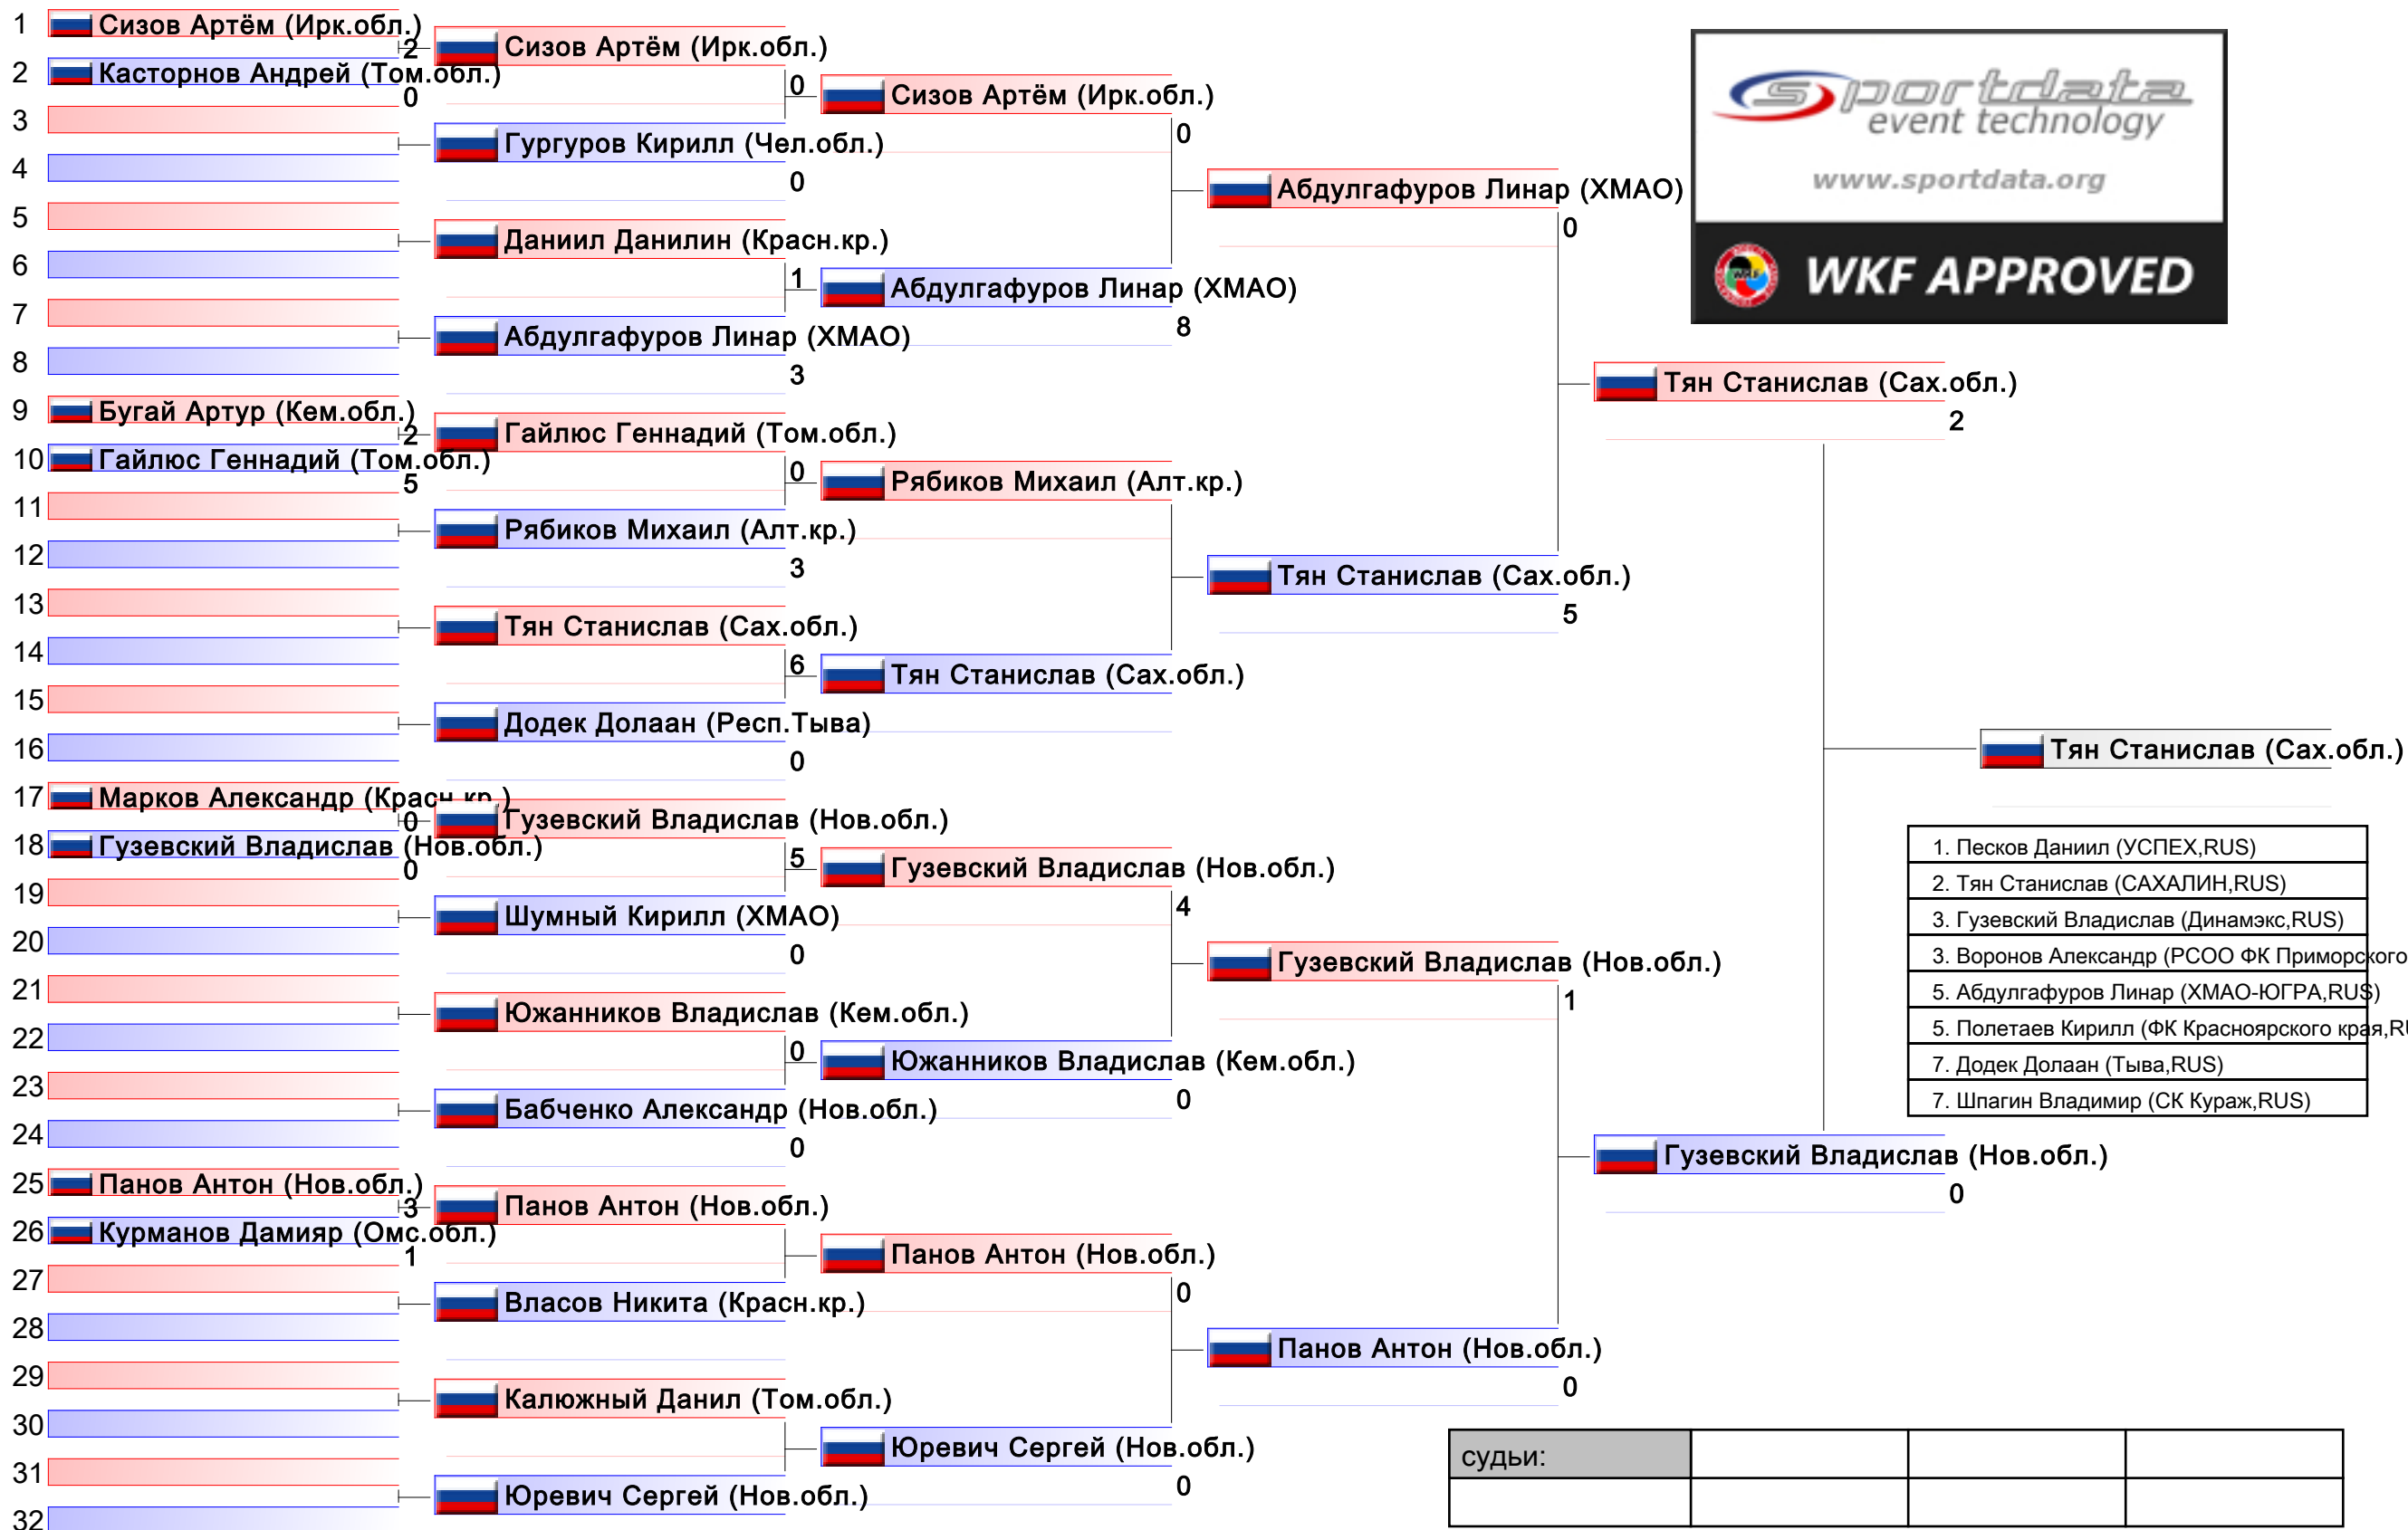 1 Сизов Артём (Ирк.обл.)
2
2 Касторнов Андрей (Том.обл.)
0
3
4
5
6
7
8
9 Бугай Артур (Кем.обл.)
2
10 Гайлюс Геннадий (Том.обл.)
5
11
12
13
14
15
16
17 Марков Александр (Красн.кр.)
0
18 Гузевский Владислав (Нов.обл.)
0
19
20
21
22
23
24
25 Панов Антон (Нов.обл.)
3
26 Курманов Дамияр (Омс.обл.)
1
27
28
29
30
31
32
Сизов Артём (Ирк.обл.)
0
Гургуров Кирилл (Чел.обл.)
0
Даниил Данилин (Красн.кр.)
1
Абдулгафуров Линар (ХМАО)
3
Гайлюс Геннадий (Том.обл.)
0
Рябиков Михаил (Алт.кр.)
3
Тян Станислав (Сах.обл.)
6
Додек Долаан (Респ.Тыва)
0
Гузевский Владислав (Нов.обл.)
5
Шумный Кирилл (ХМАО)
0
Южанников Владислав (Кем.обл.)
0
Бабченко Александр (Нов.обл.)
0
Панов Антон (Нов.обл.)
Власов Никита (Красн.кр.)
Калюжный Данил (Том.обл.)
Юревич Сергей (Нов.обл.)
Сизов Артём (Ирк.обл.)
0
Абдулгафуров Линар (ХМАО)
8
Рябиков Михаил (Алт.кр.)
Тян Станислав (Сах.обл.)
Гузевский Владислав (Нов.обл.)
4
Южанников Владислав (Кем.обл.)
0
Панов Антон (Нов.обл.)
0
Юревич Сергей (Нов.обл.)
0
Абдулгафуров Линар (ХМАО)
0
Тян Станислав (Сах.обл.)
5
Гузевский Владислав (Нов.обл.)
1
Панов Антон (Нов.обл.)
0
Тян Станислав (Сах.обл.)
2
Гузевский Владислав (Нов.обл.)
0
Тян Станислав (Сах.обл.)
sportdata
event technology
www.sportdata.org
WKF
WKF APPROVED
1. Песков Даниил (УСПЕХ,RUS)
2. Тян Станислав (САХАЛИН,RUS)
3. Гузевский Владислав (Динамэкс,RUS)
3. Воронов Александр (РСОО ФК Приморского
5. Абдулгафуров Линар (ХМАО-ЮГРА,RUS)
5. Полетаев Кирилл (ФК Красноярского края,RU
7. Додек Долаан (Тыва,RUS)
7. Шпагин Владимир (СК Кураж,RUS)
судьи: